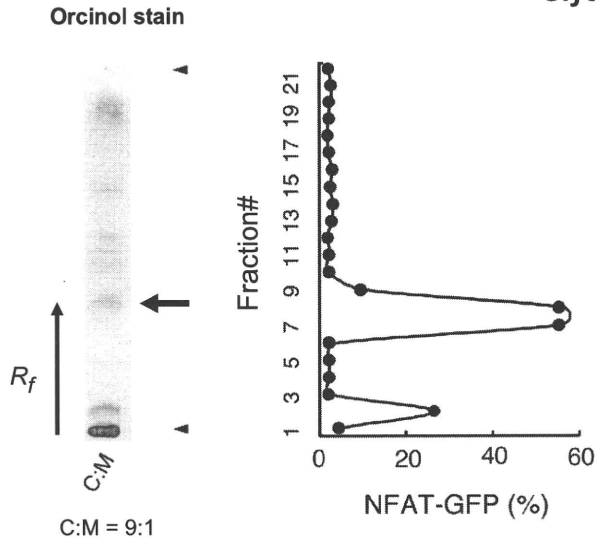 Orcinol stain
R_f
C:M
C:M = 9:1
Fraction#
21
19
17
15
13
11
9
7
5
3
1
0
20
40
60
NFAT-GFP (%)